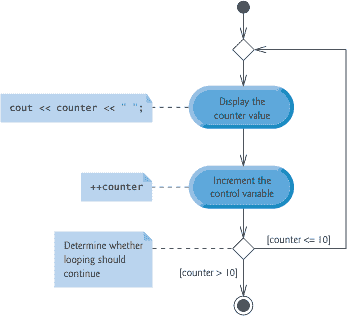 cout << counter << " ";
Display the
counter value
++counter
Increment the
control variable
Determine whether
looping should
continue
[counter <= 10]
[counter > 10]